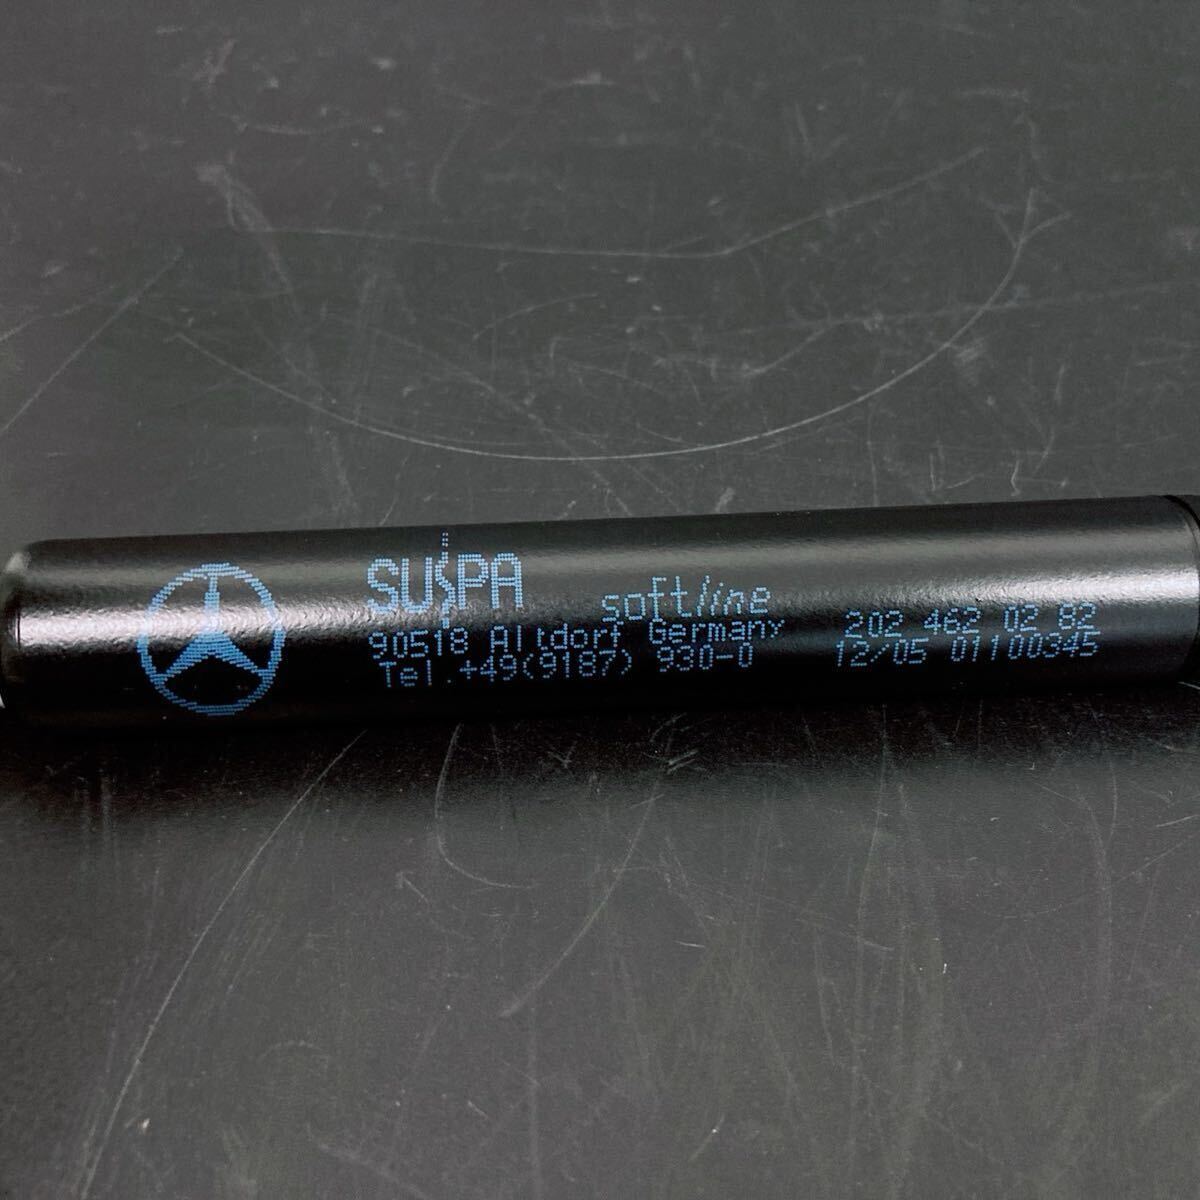 SUSPA softline
90518 Altdorf Germany
Tel.+49(9187) 930-0
202 462 02 82
12/05 01100345